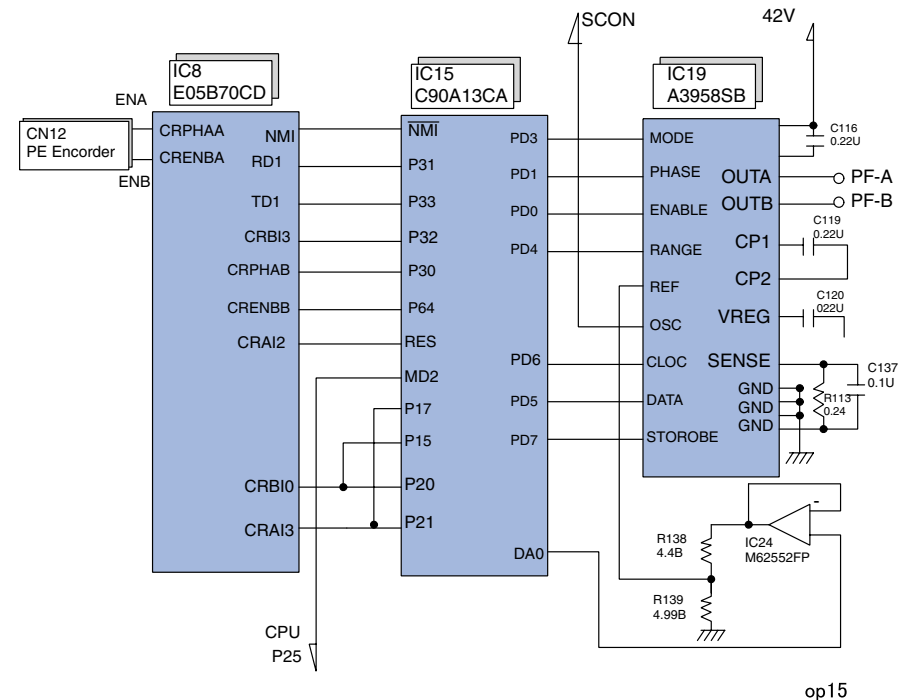 SCON
42V
IC8
E05B70CD
IC15
C90A13CA
IC19
A3958SB
ENA
CN12
PE Encorder
ENB
CRPHAA
CRENBA
NMI
RD1
TD1
CRBI3
CRPHAB
CRENBB
CRAI2
CRBI0
CRAI3
NMI
P31
P33
P32
P30
P64
RES
MD2
P17
P15
P20
P21
PD3
PD1
PD0
PD4
PD6
PD5
PD7
DA0
MODE
PHASE
ENABLE
RANGE
REF
OSC
CLOC
DATA
STOROBE
OUTA
OUTB
CP1
CP2
VREG
SENSE
GND
GND
GND
C116
0.22U
PF-A
PF-B
C119
0.22U
C120
022U
C137
0.1U
R113
0.24
-
IC24
M62552FP
R138
4.4B
R139
4.99B
CPU
P25
op15